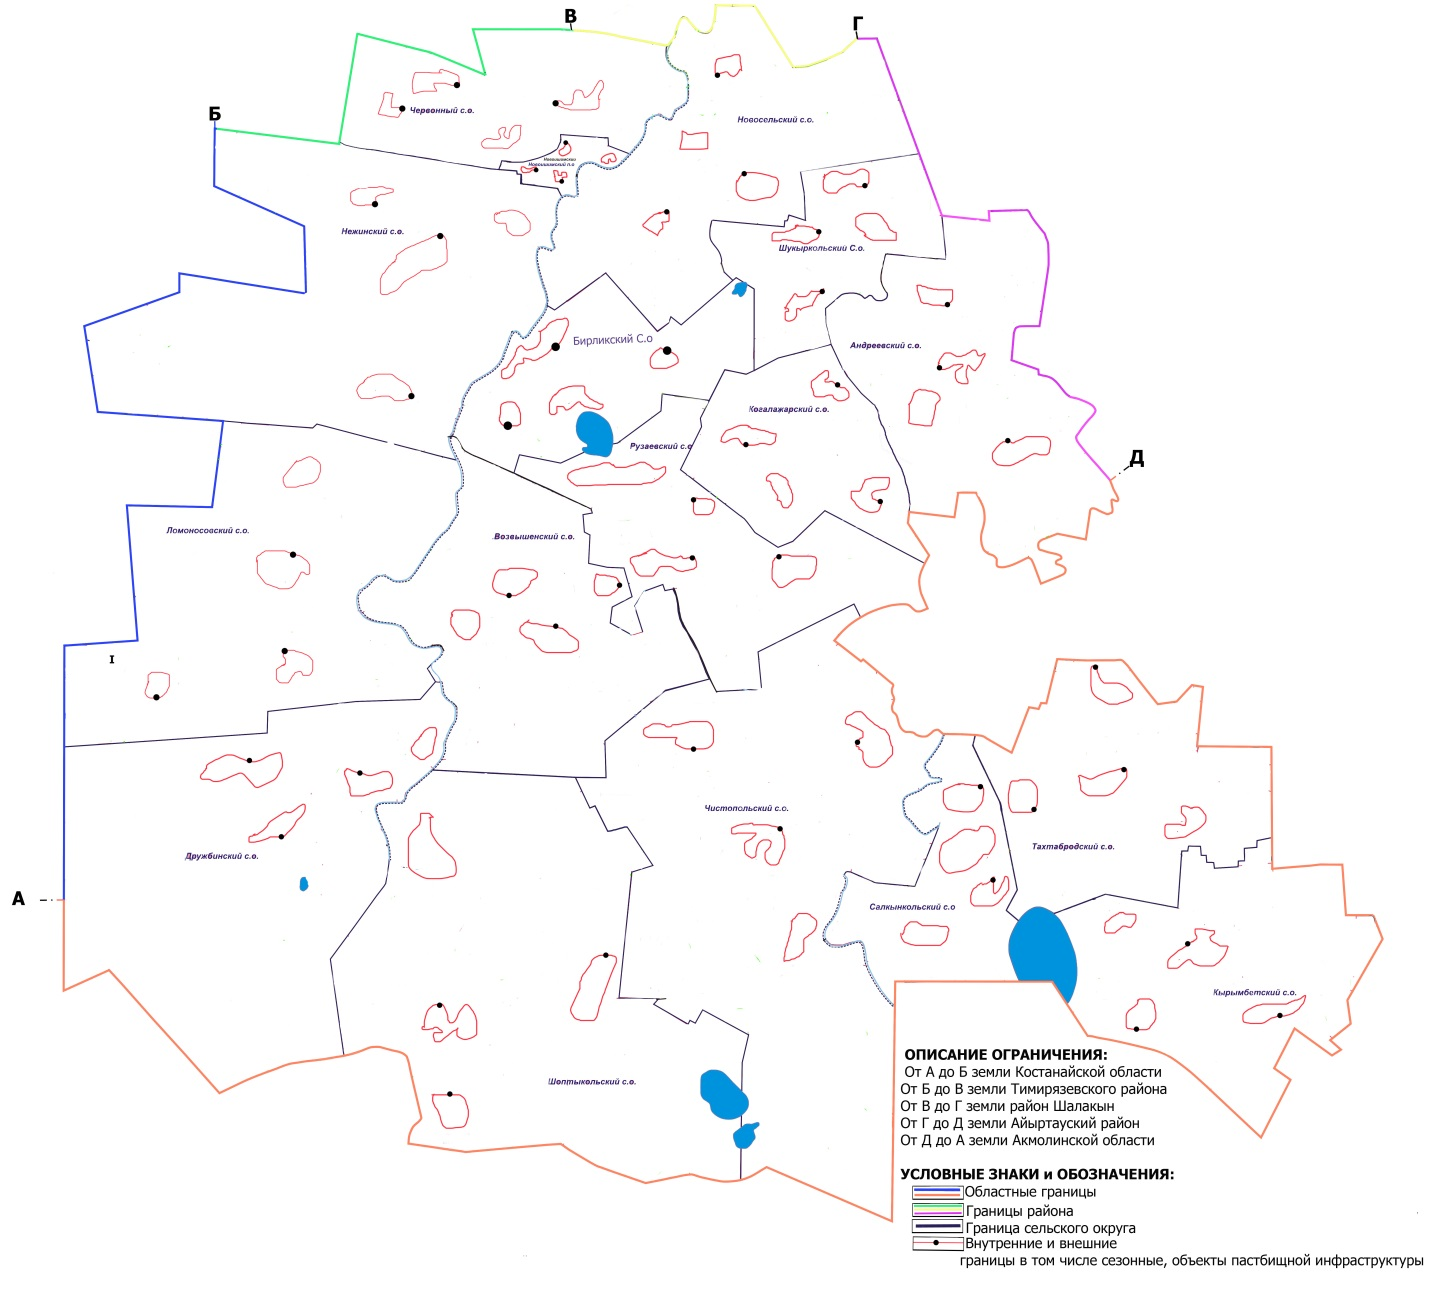 В
Г
Б
Червонный с.о.
Новосельский с.о.
Новоишимский п.о
Нежинский с.о.
Шукыркольский С.о.
Бирликский С.о
Андреевский с.о.
Когалажарский с.о.
Рузаевский с.о
Д
Ломоносовский с.о.
Возвышенский с.о.
I
Чистопольский с.о.
Тахтабродский с.о.
Дружбинский с.о.
А
Салкынкольский с.о
Кырымбетский с.о.
Шоптыкольский с.о.
ОПИСАНИЕ ОГРАНИЧЕНИЯ:
От А до Б земли Костанайской области
От Б до В земли Тимирязевского района
От В до Г земли район Шалакын
От Г до Д земли Айыртауский район
От Д до А земли Акмолинской области
УСЛОВНЫЕ ЗНАКИ и ОБОЗНАЧЕНИЯ:
Областные границы
Границы района
Граница сельского округа
Внутренние и внешние
границы в том числе сезонные, объекты пастбищной инфраструктуры